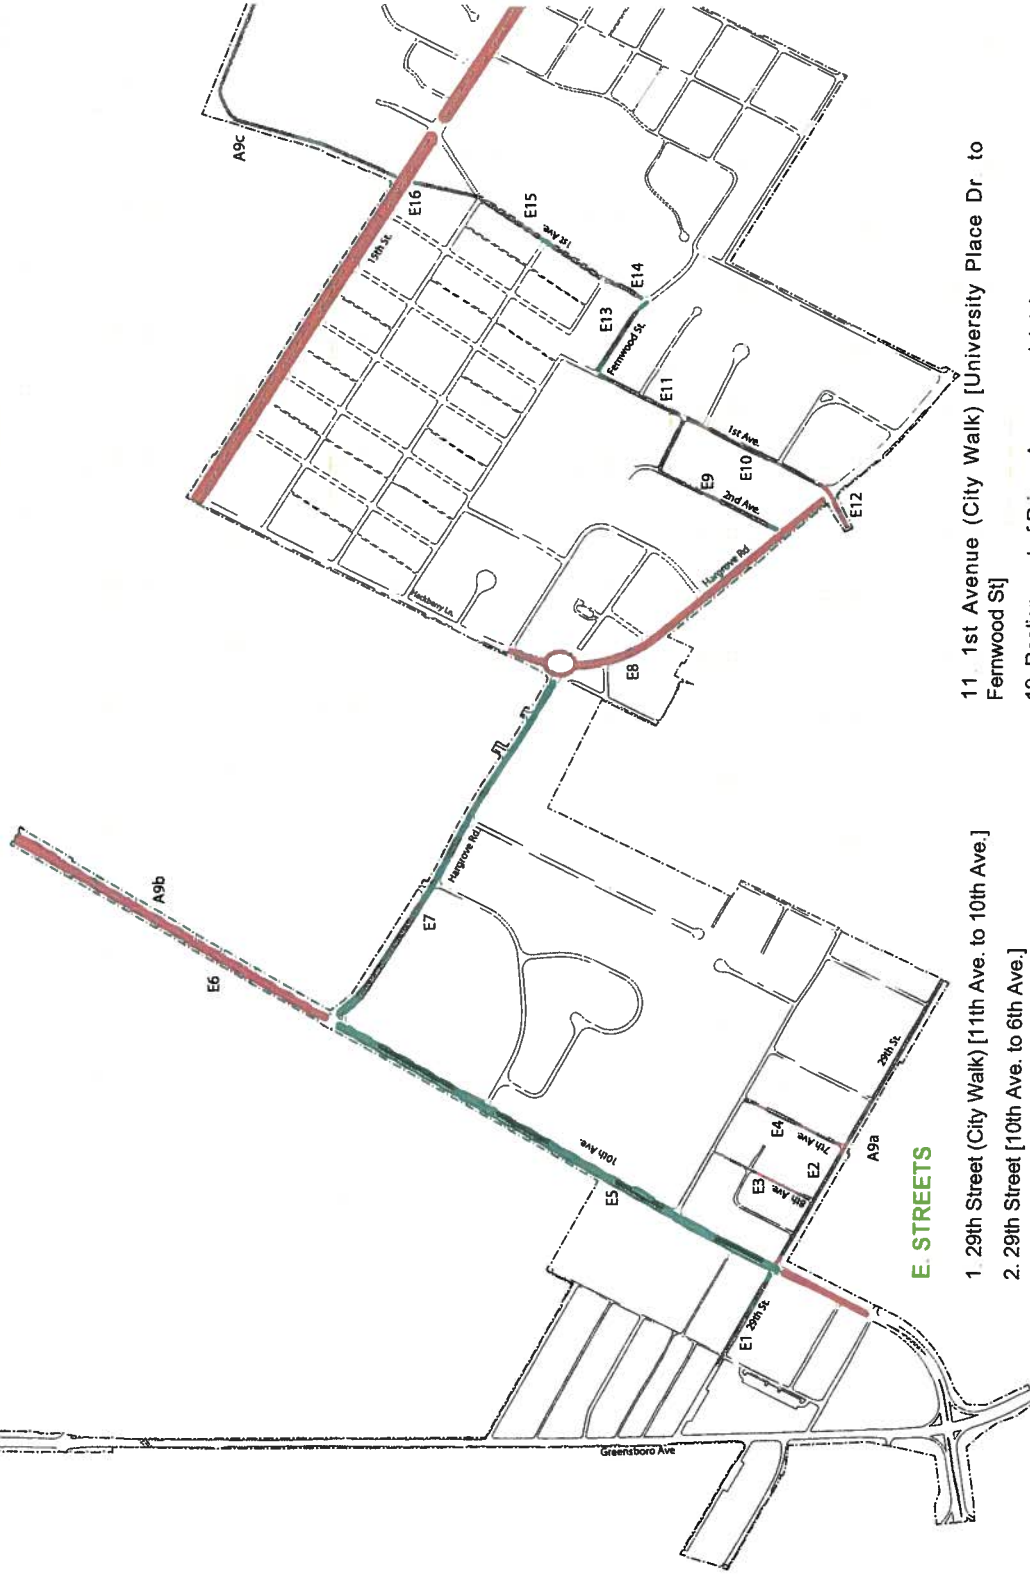 A9c
E16
15th St.
E15
1st Ave.
E14
E13
Fernwood St.
E11
1st Ave.
E10
E9
2nd Ave.
E12
Hargrove Rd
Hackberry Ln.
E8
A9b
E6
Hargrove Rd.
E7
10th Ave.
E5
29th St.
E4
7th Ave.
E3
8th Ave.
E2
A9a
E1
29th St.
Greensboro Ave
E. STREETS
1. 29th Street (City Walk) [11th Ave. to 10th Ave.]
2. 29th Street [10th Ave. to 6th Ave.]
11. 1st Avenue (City Walk) [University Place Dr. to
Fernwood St]